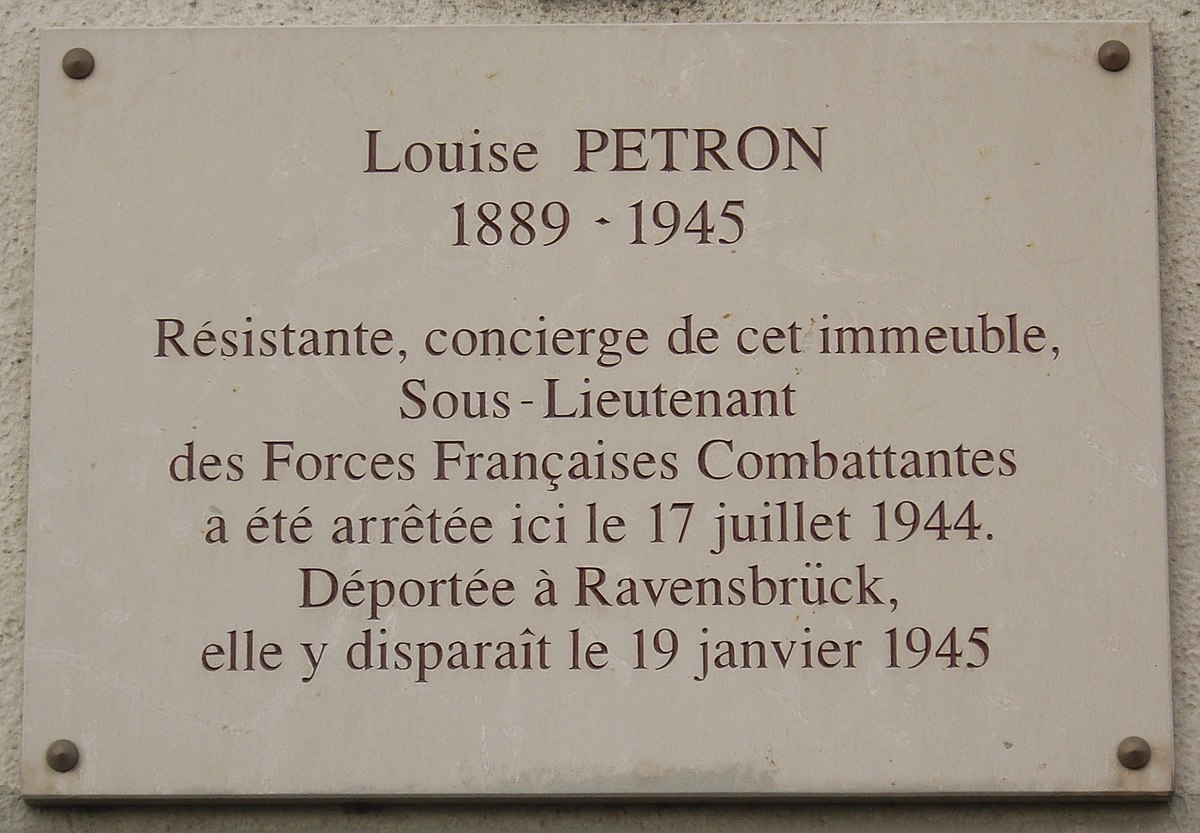 Louise PETRON
1889 - 1945
Résistante, concierge de cet immeuble,
Sous-Lieutenant
des Forces Françaises Combattantes
a été arrêtée ici le 17 juillet 1944.
Déportée à Ravensbrück,
elle y disparaît le 19 janvier 1945